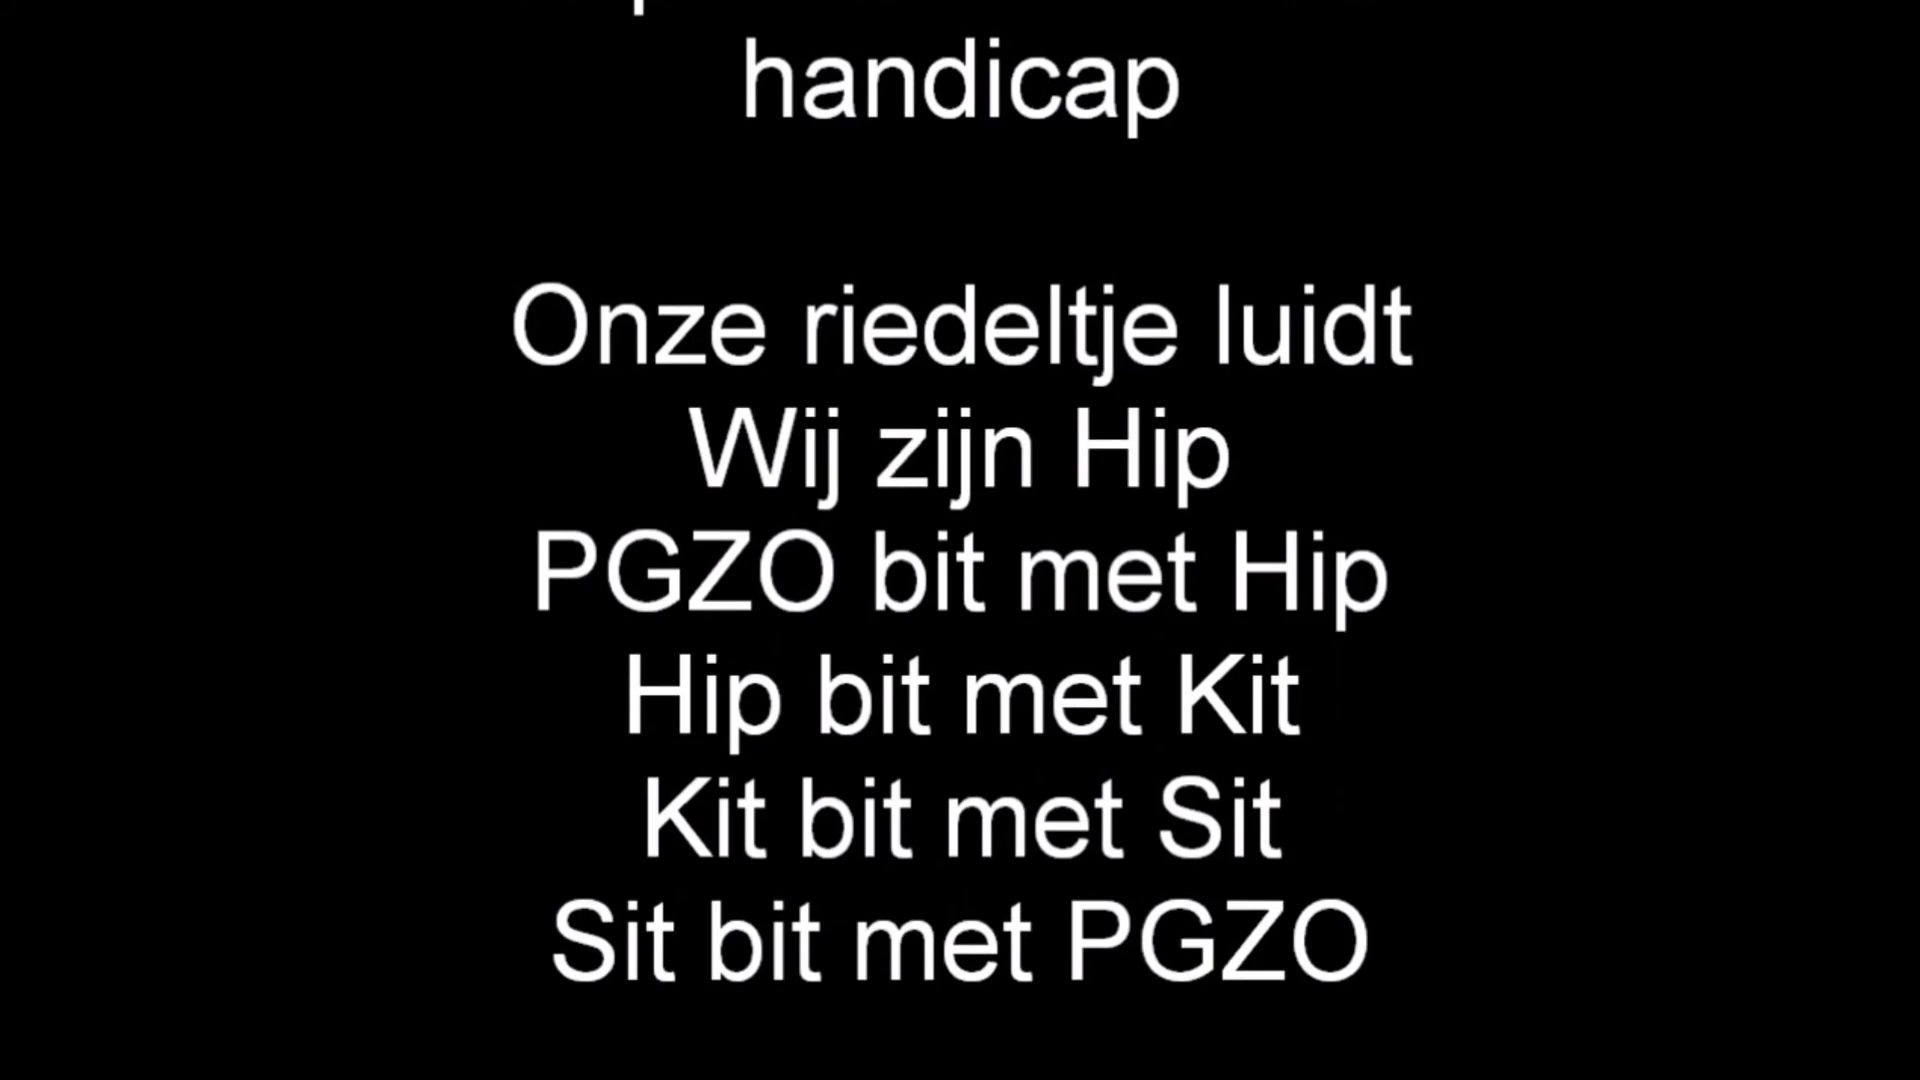 handicap
Onze riedeltje luidt
Wij zijn Hip
PGZO bit met Hip
Hip bit met Kit
Kit bit met Sit
Sit bit met PGZO